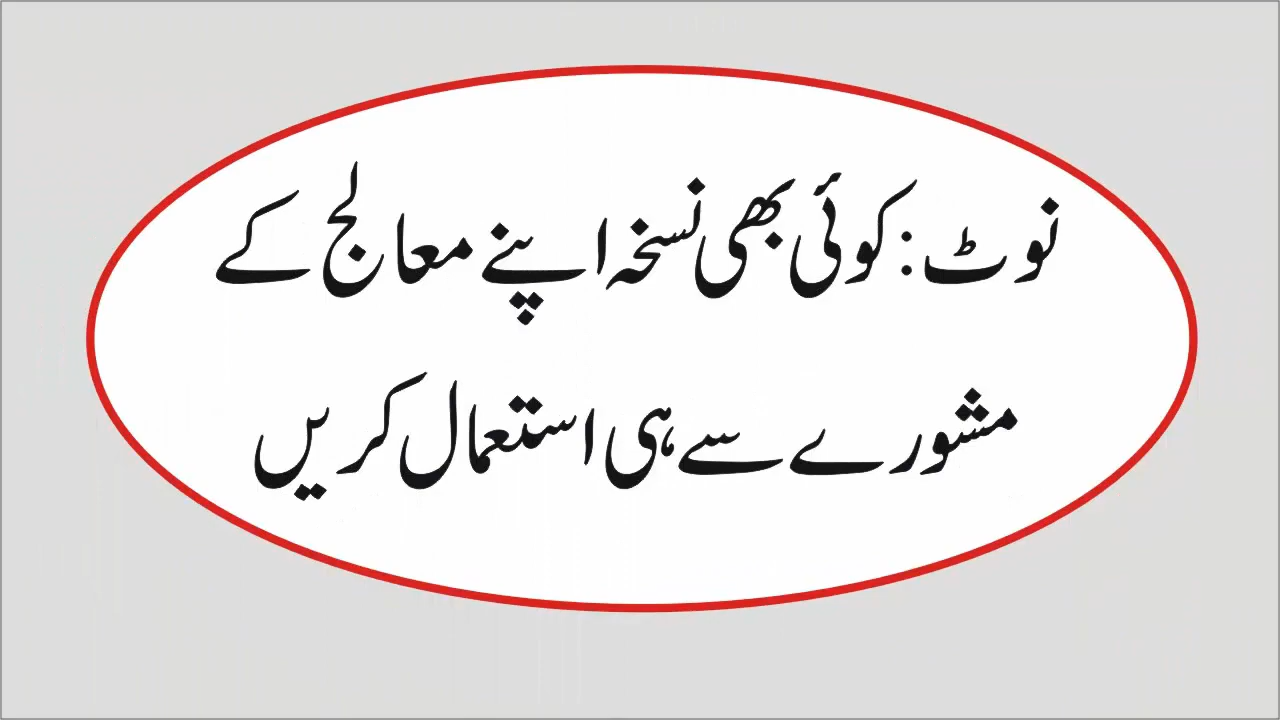 نوٹ: کوئی بھی نسخہ اپنے معالج کے
مشورے سے ہی استعمال کریں